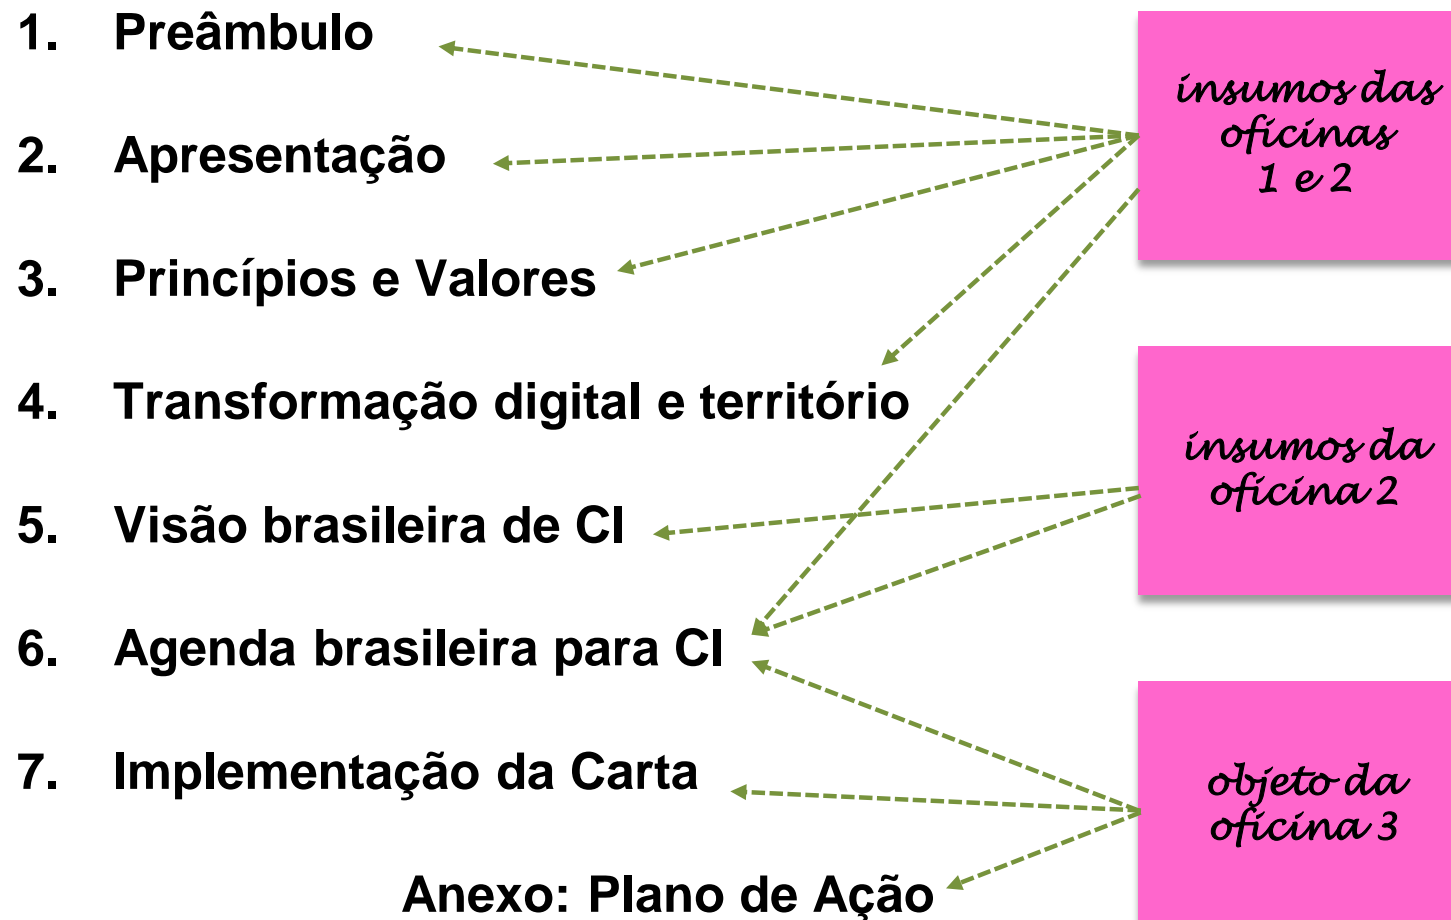 1. Preâmbulo
2. Apresentação
3. Princípios e Valores
4. Transformação digital e território
5. Visão brasileira de CI
6. Agenda brasileira para CI
7. Implementação da Carta
Anexo: Plano de Ação
insumos das
oficinas
1 e 2
insumos da
oficina 2
objeto da
oficina 3